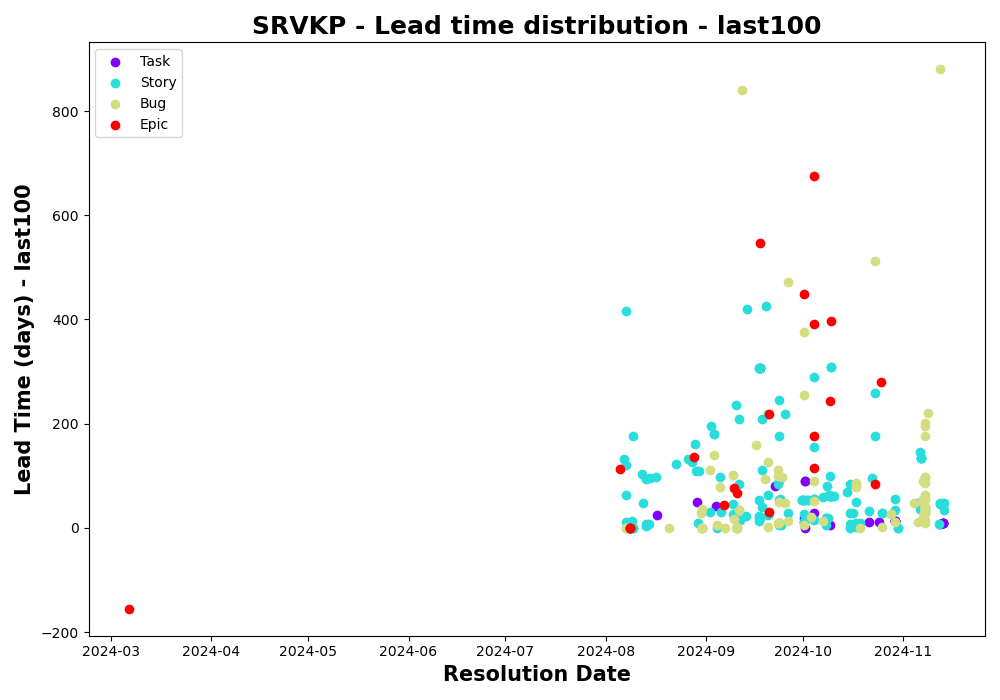 SRVKP - Lead time distribution - last100
Task
Story
Bug
Epic
Lead Time (days) - last100
800
600
400
200
0
−200
2024-03 2024-04 2024-05 2024-06 2024-07 2024-08 2024-09 2024-10 2024-11
Resolution Date